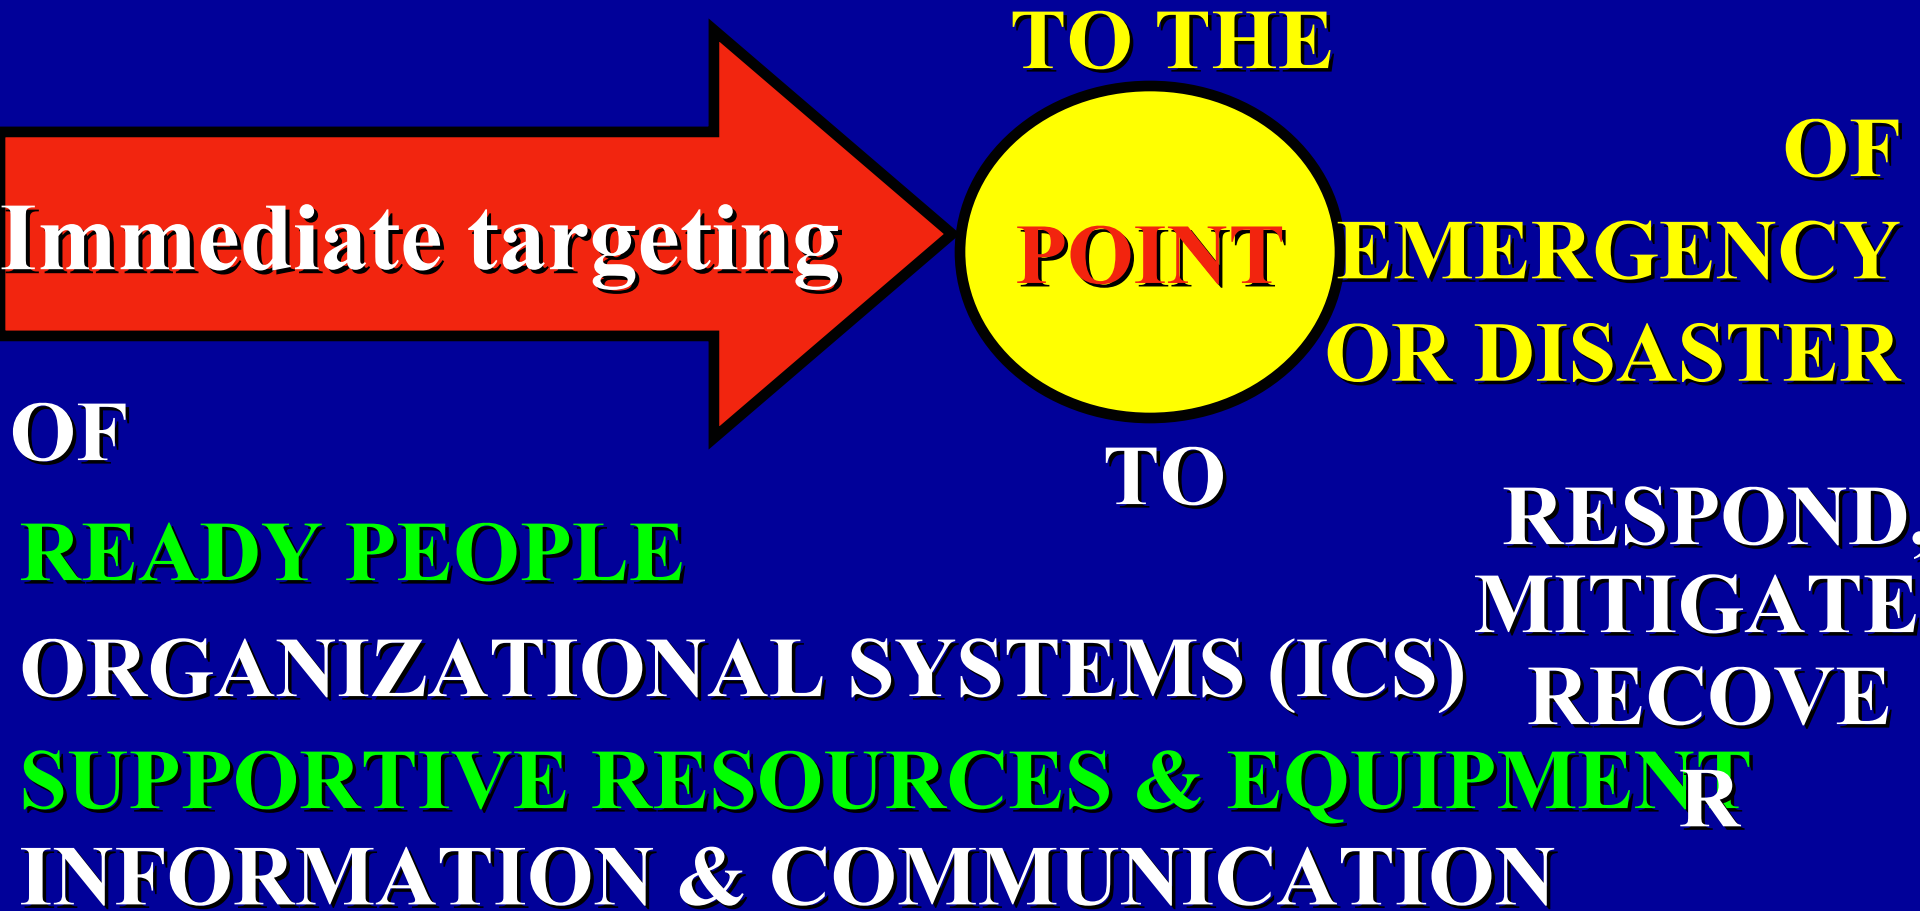 Immediate targeting
OF
READY PEOPLE
ORGANIZATIONAL SYSTEMS (ICS)
SUPPORTIVE RESOURCES & EQUIPMENT
INFORMATION & COMMUNICATION
TO THE
POINT
OF
EMERGENCY
OR DISASTER
TO
RESPOND,
MITIGATE
RECOVE
R